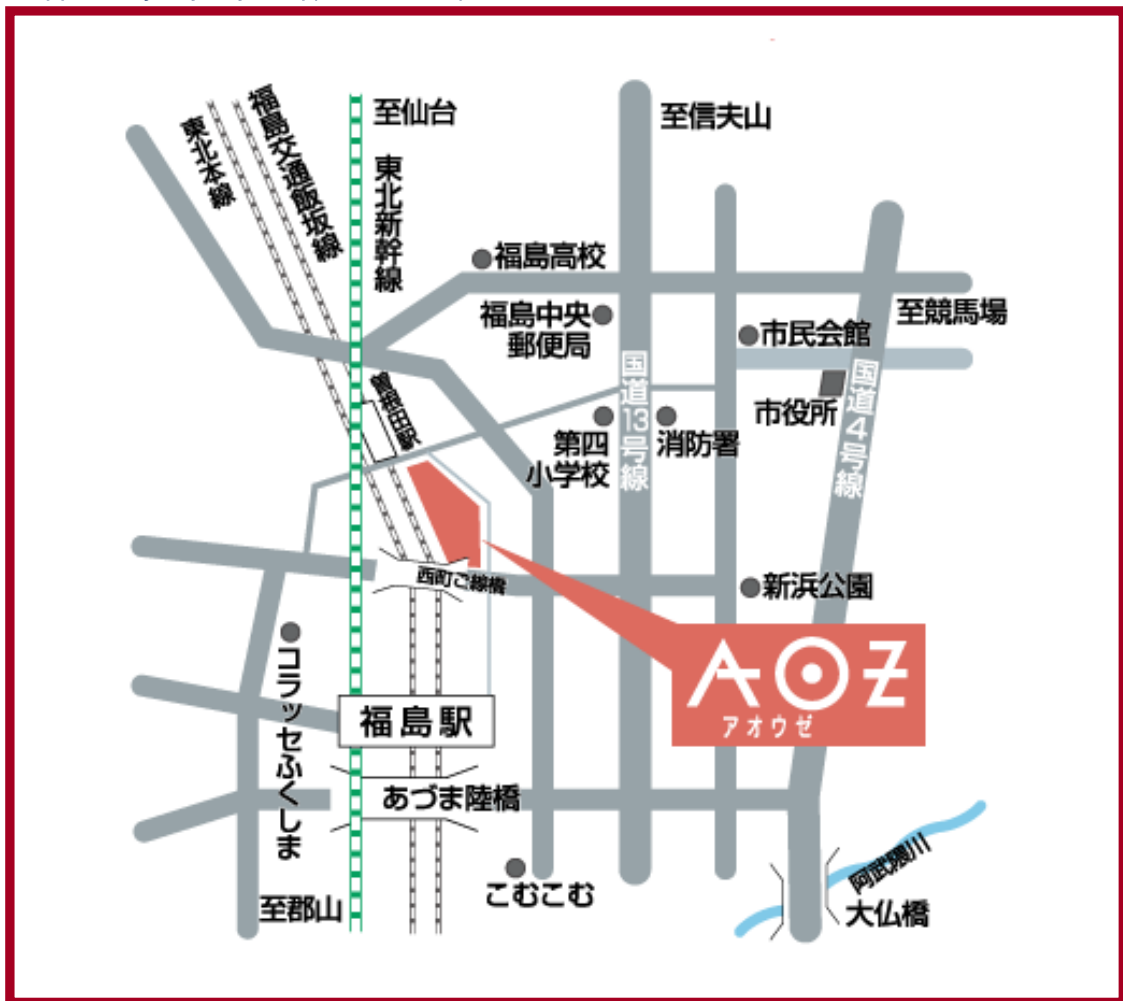 至仙台
至信夫山
東北本線
福島交通飯坂線
東北新幹線
福島高校
至競馬場
福島中央
郵便局
市民会館
国道13号線
曽根田駅
市役所
国道4号線
第四
小学校
消防署
西町こ線橋
新浜公園
コラッセふくしま
AOZ
アオウゼ
福島駅
あづま陸橋
こむこむ
阿武隈川
大仏橋
至郡山